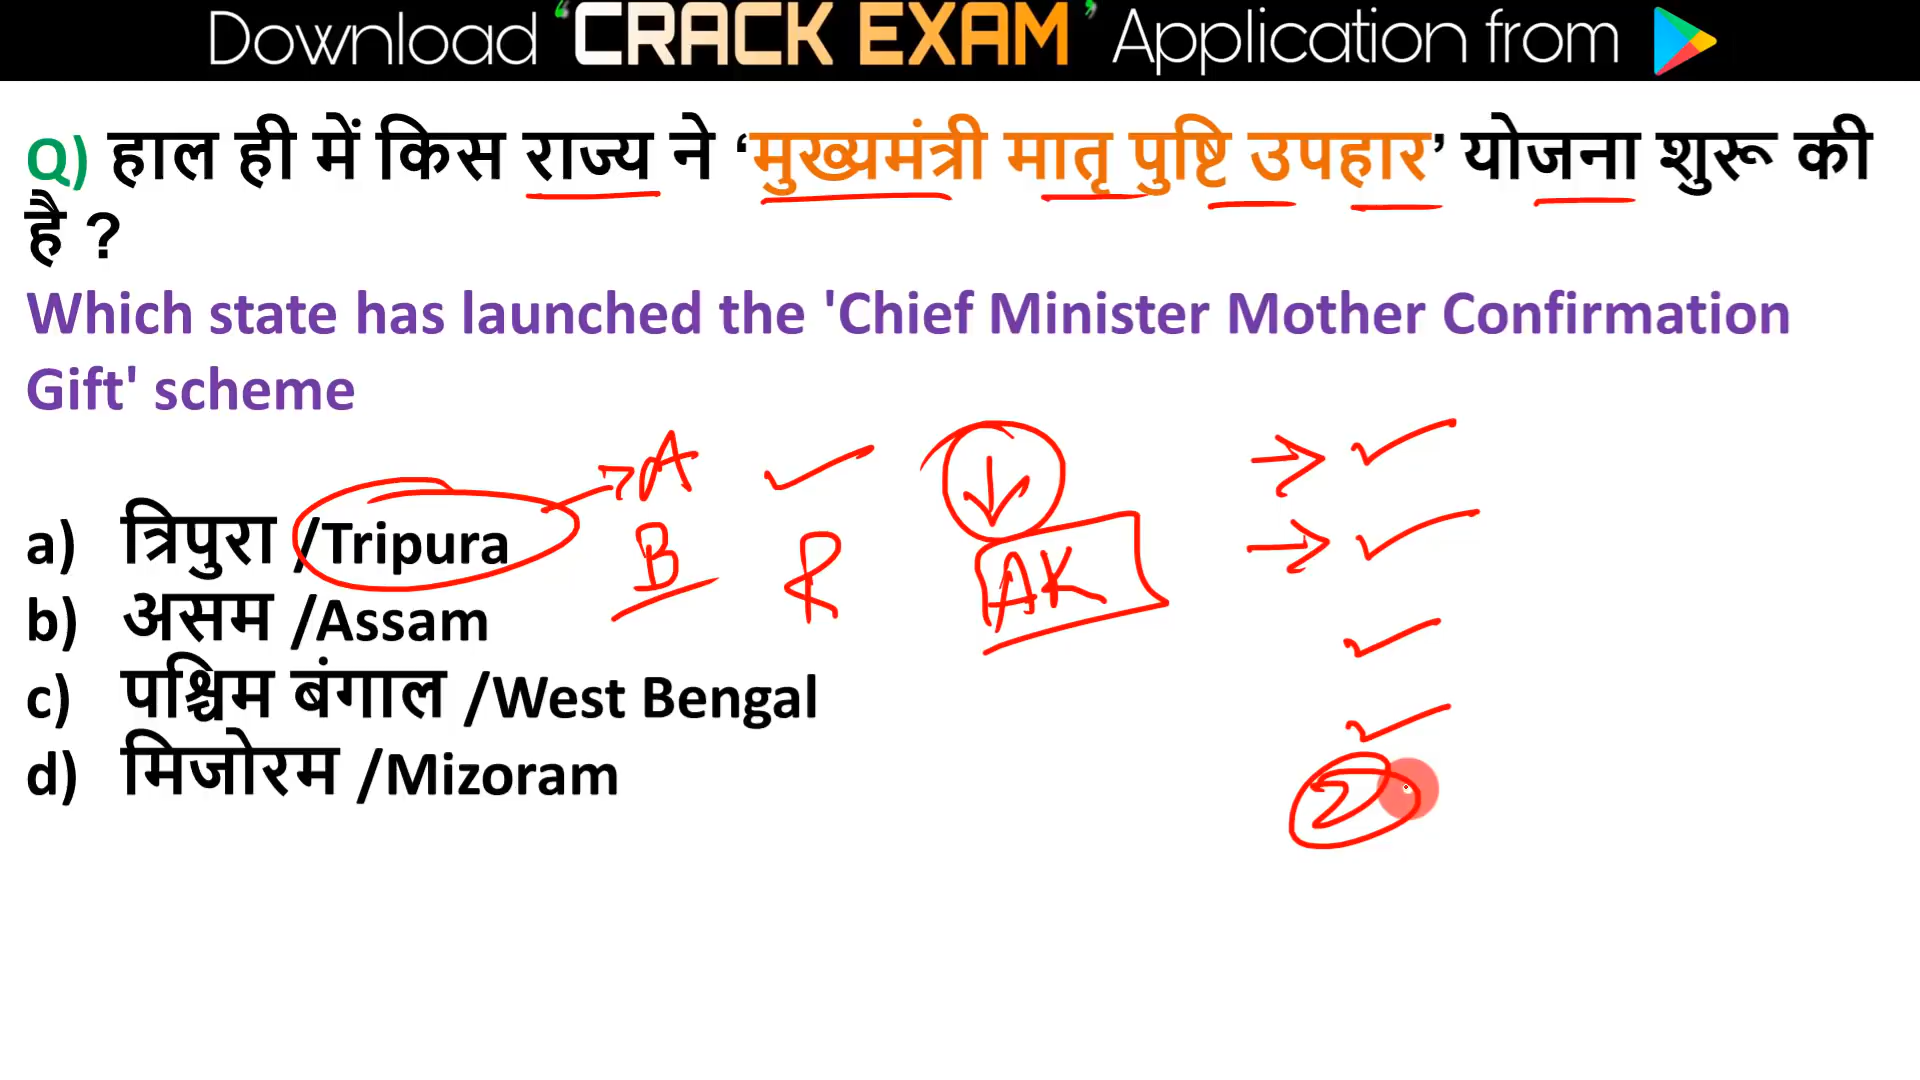 Download ‘CRACK EXAM’ Application from
Q) हाल ही में किस राज्य ने ‘मुख्यमंत्री मातृ पुष्टि उपहार’ योजना शुरू की
है ?
Which state has launched the 'Chief Minister Mother Confirmation
Gift' scheme
a) त्रिपुरा /Tripura
b) असम /Assam
c) पश्चिम बंगाल /West Bengal
d) मिजोरम /Mizoram
A
B R AK